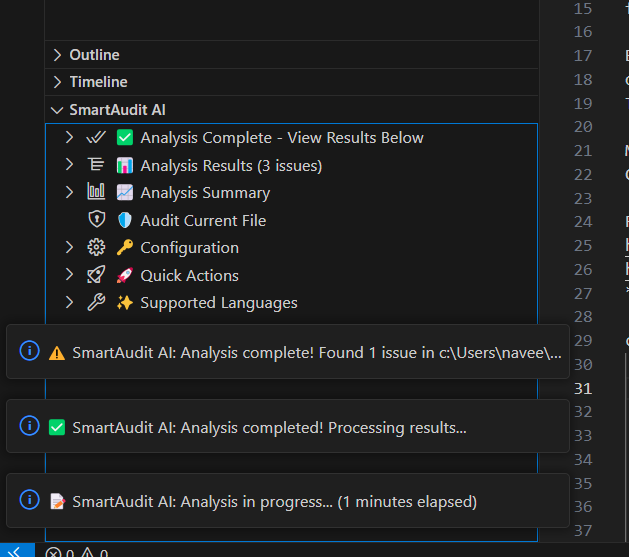 Outline
Timeline
SmartAudit AI
✅ Analysis Complete - View Results Below
📊 Analysis Results (3 issues)
📈 Analysis Summary
🛡️ Audit Current File
🔑 Configuration
🚀 Quick Actions
✨ Supported Languages
⚠️ SmartAudit AI: Analysis complete! Found 1 issue in c:\Users\navee\...
✅ SmartAudit AI: Analysis completed! Processing results...
📝 SmartAudit AI: Analysis in progress... (1 minutes elapsed)
0 0
15
16
17
18
19
20
21
22
23
24
25
26
27
28
29
30
31
32
33
34
35
36
37